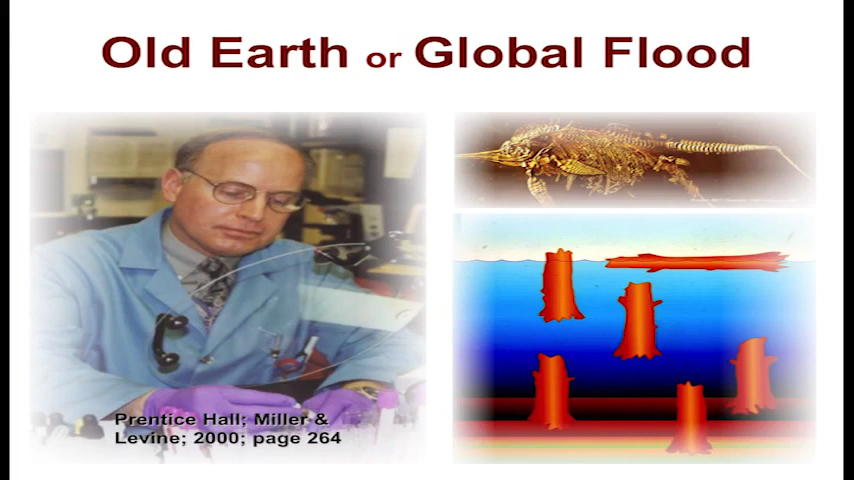 Old Earth or Global Flood
Prentice Hall; Miller &
Levine; 2000; page 264